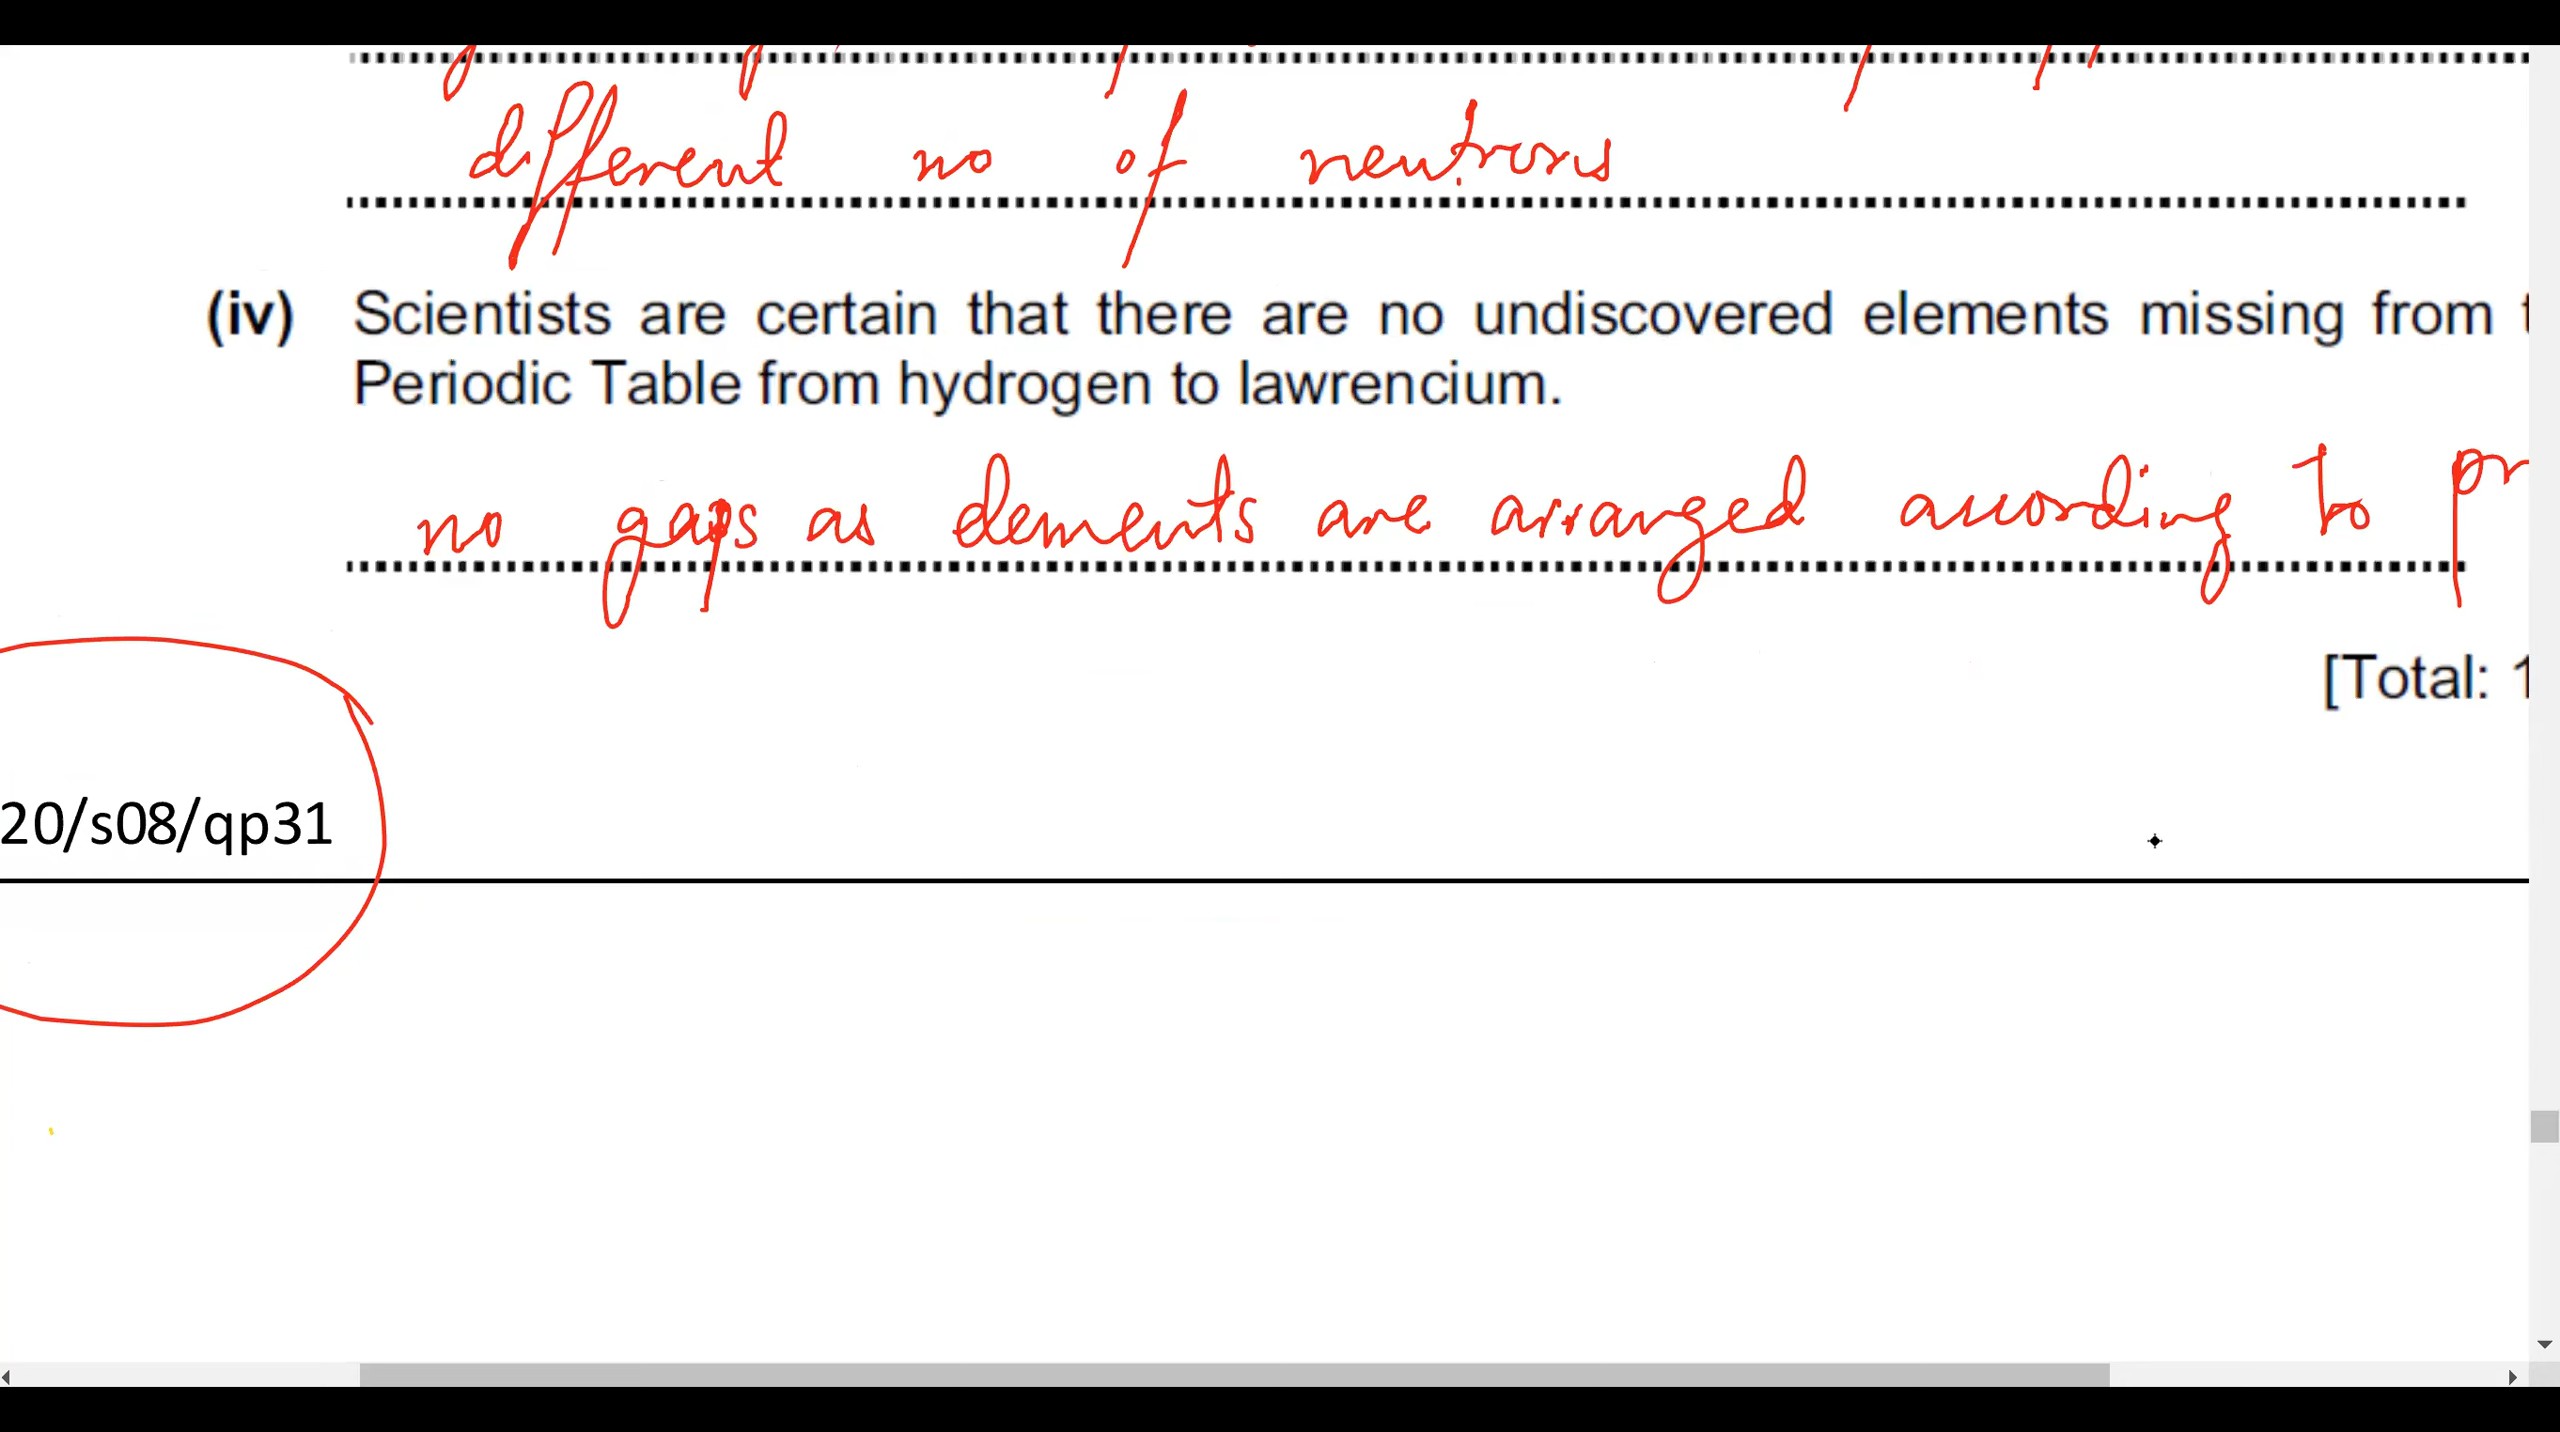 different no of neutrons
(iv) Scientists are certain that there are no undiscovered elements missing from
Periodic Table from hydrogen to lawrencium.
no gaps as elements are arranged according to
[Total: 1
20/s08/qp31